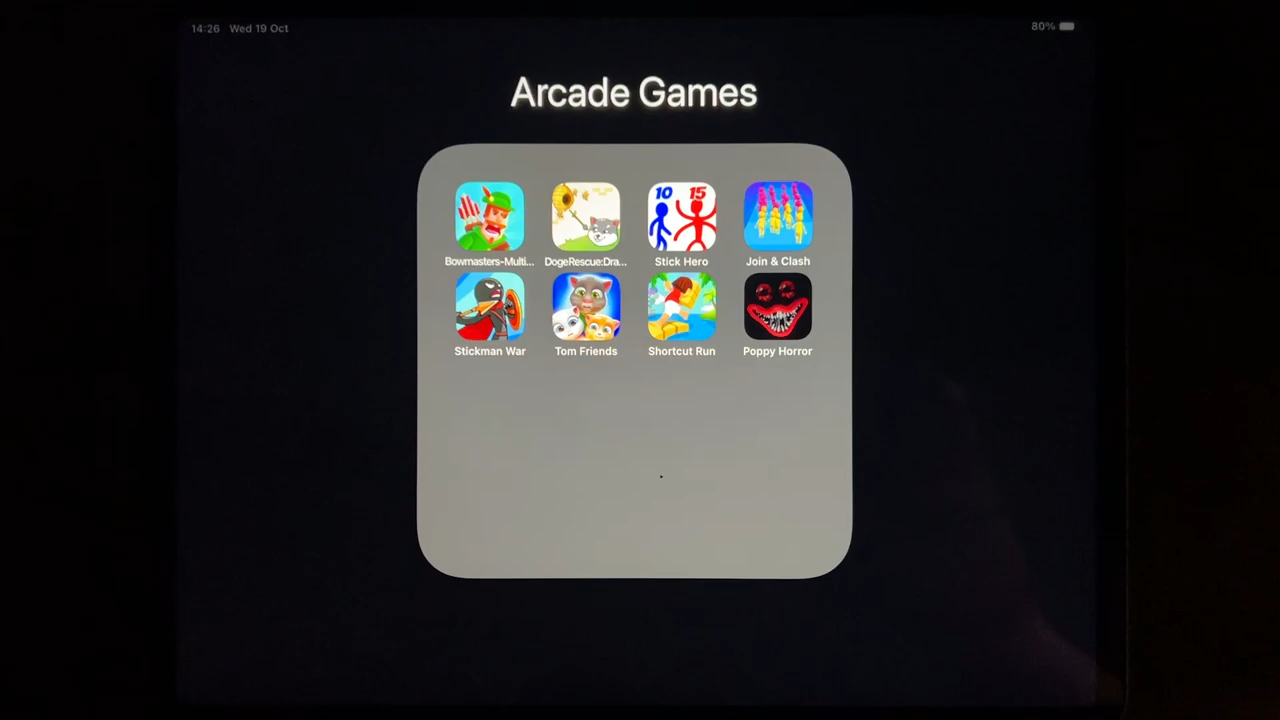 14:26 Wed 19 Oct
80%
Arcade Games
10 15
Bowmasters-Multi... DogeRescue:Dra... Stick Hero Join & Clash
Stickman War Tom Friends Shortcut Run Poppy Horror